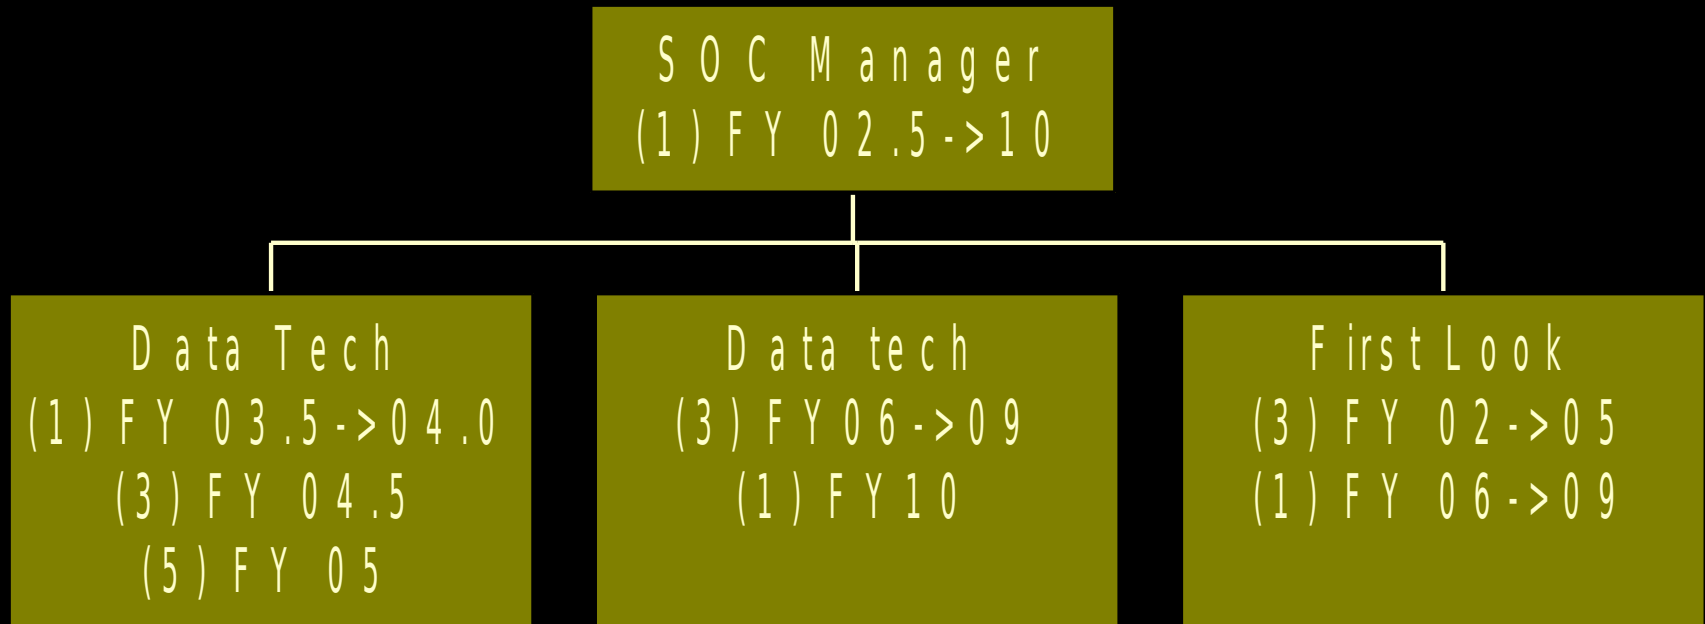 SOC Manager
(1) FY 02.5->10
Data Tech
(1) FY 03.5->04.0
(3) FY 04.5
(5) FY 05
Data tech
(3) FY06->09
(1) FY10
First Look
(3) FY 02->05
(1) FY 06->09